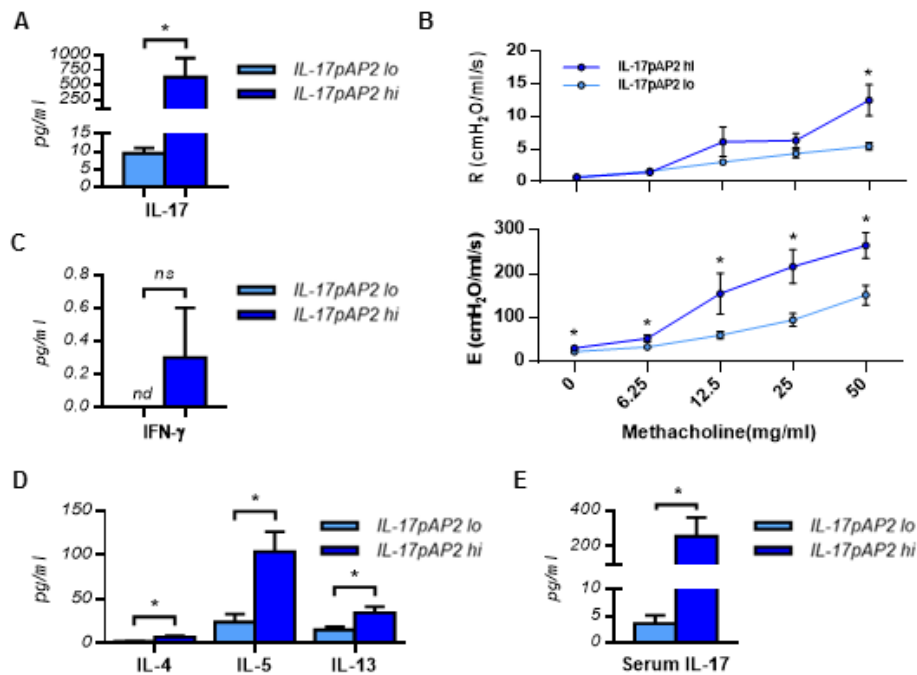 A
*
1000
750
500
250
15
10
5
0
pg/ml
IL-17
IL-17pAP2 lo
IL-17pAP2 hi
B
20
15
10
5
0
R (cmH2O/ml/s)
IL-17pAP2 hi
IL-17pAP2 lo
*
300
200
100
0
E (cmH2O/ml/s)
*
*
*
*
*
0
6.25
12.5
25
50
Methacholine(mg/ml)
C
0.8
0.6
0.4
0.2
0.0
pg/ml
ns
nd
IFN-γ
IL-17pAP2 lo
IL-17pAP2 hi
D
150
100
50
0
pg/ml
*
*
*
IL-4
IL-5
IL-13
IL-17pAP2 lo
IL-17pAP2 hi
E
400
200
10
5
0
pg/ml
*
Serum IL-17
IL-17pAP2 lo
IL-17pAP2 hi